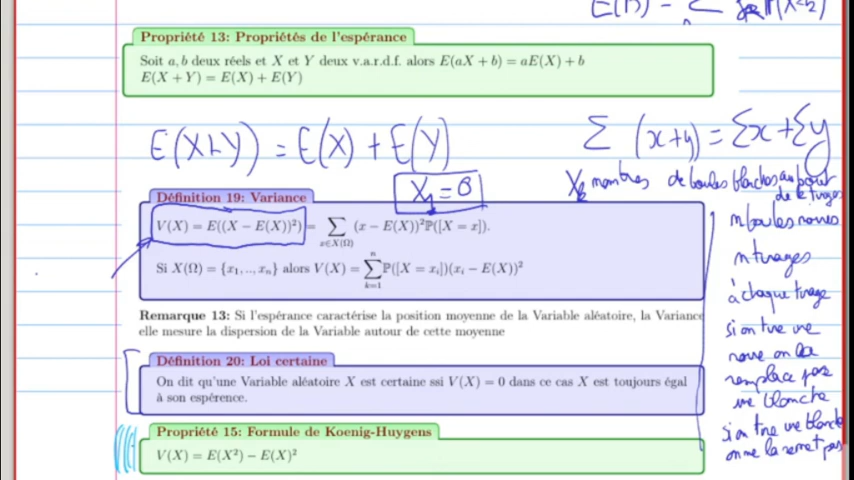 E(X) = Σ P(X=k)
Propriété 13: Propriétés de l'espérance
Soit a, b deux réels et X et Y deux v.a.r.d.f. alors E(aX + b) = aE(X) + b
E(X + Y) = E(X) + E(Y)
E(X+Y) = E(X) + E(Y)
Σ (x+y) = Σx + Σy
X₁ = 0
nombres de boules blanches au bout
de k tirages
Définition 19: Variance
V(X) = E((X − E(X))²) = ∑_{x∈X(Ω)} (x − E(X))²ℙ([X = x]).
Si X(Ω) = {x₁, .., xₙ} alors V(X) = ∑_{k=1}^{n} ℙ([X = xᵢ])(xᵢ − E(X))²
Remarque 13: Si l'espérance caractérise la position moyenne de la Variable aléatoire, la Variance
elle mesure la dispersion de la Variable autour de cette moyenne
Définition 20: Loi certaine
On dit qu'une Variable aléatoire X est certaine ssi V(X) = 0 dans ce cas X est toujours égal
à son espérence.
Propriété 15: Formule de Koenig-Huygens
V(X) = E(X²) − E(X)²
n boules noires
n tirages
à chaque tirage
si on tire une
noire on la
remplace par
une blanche
si on tire une blanche
on ne la remet pas